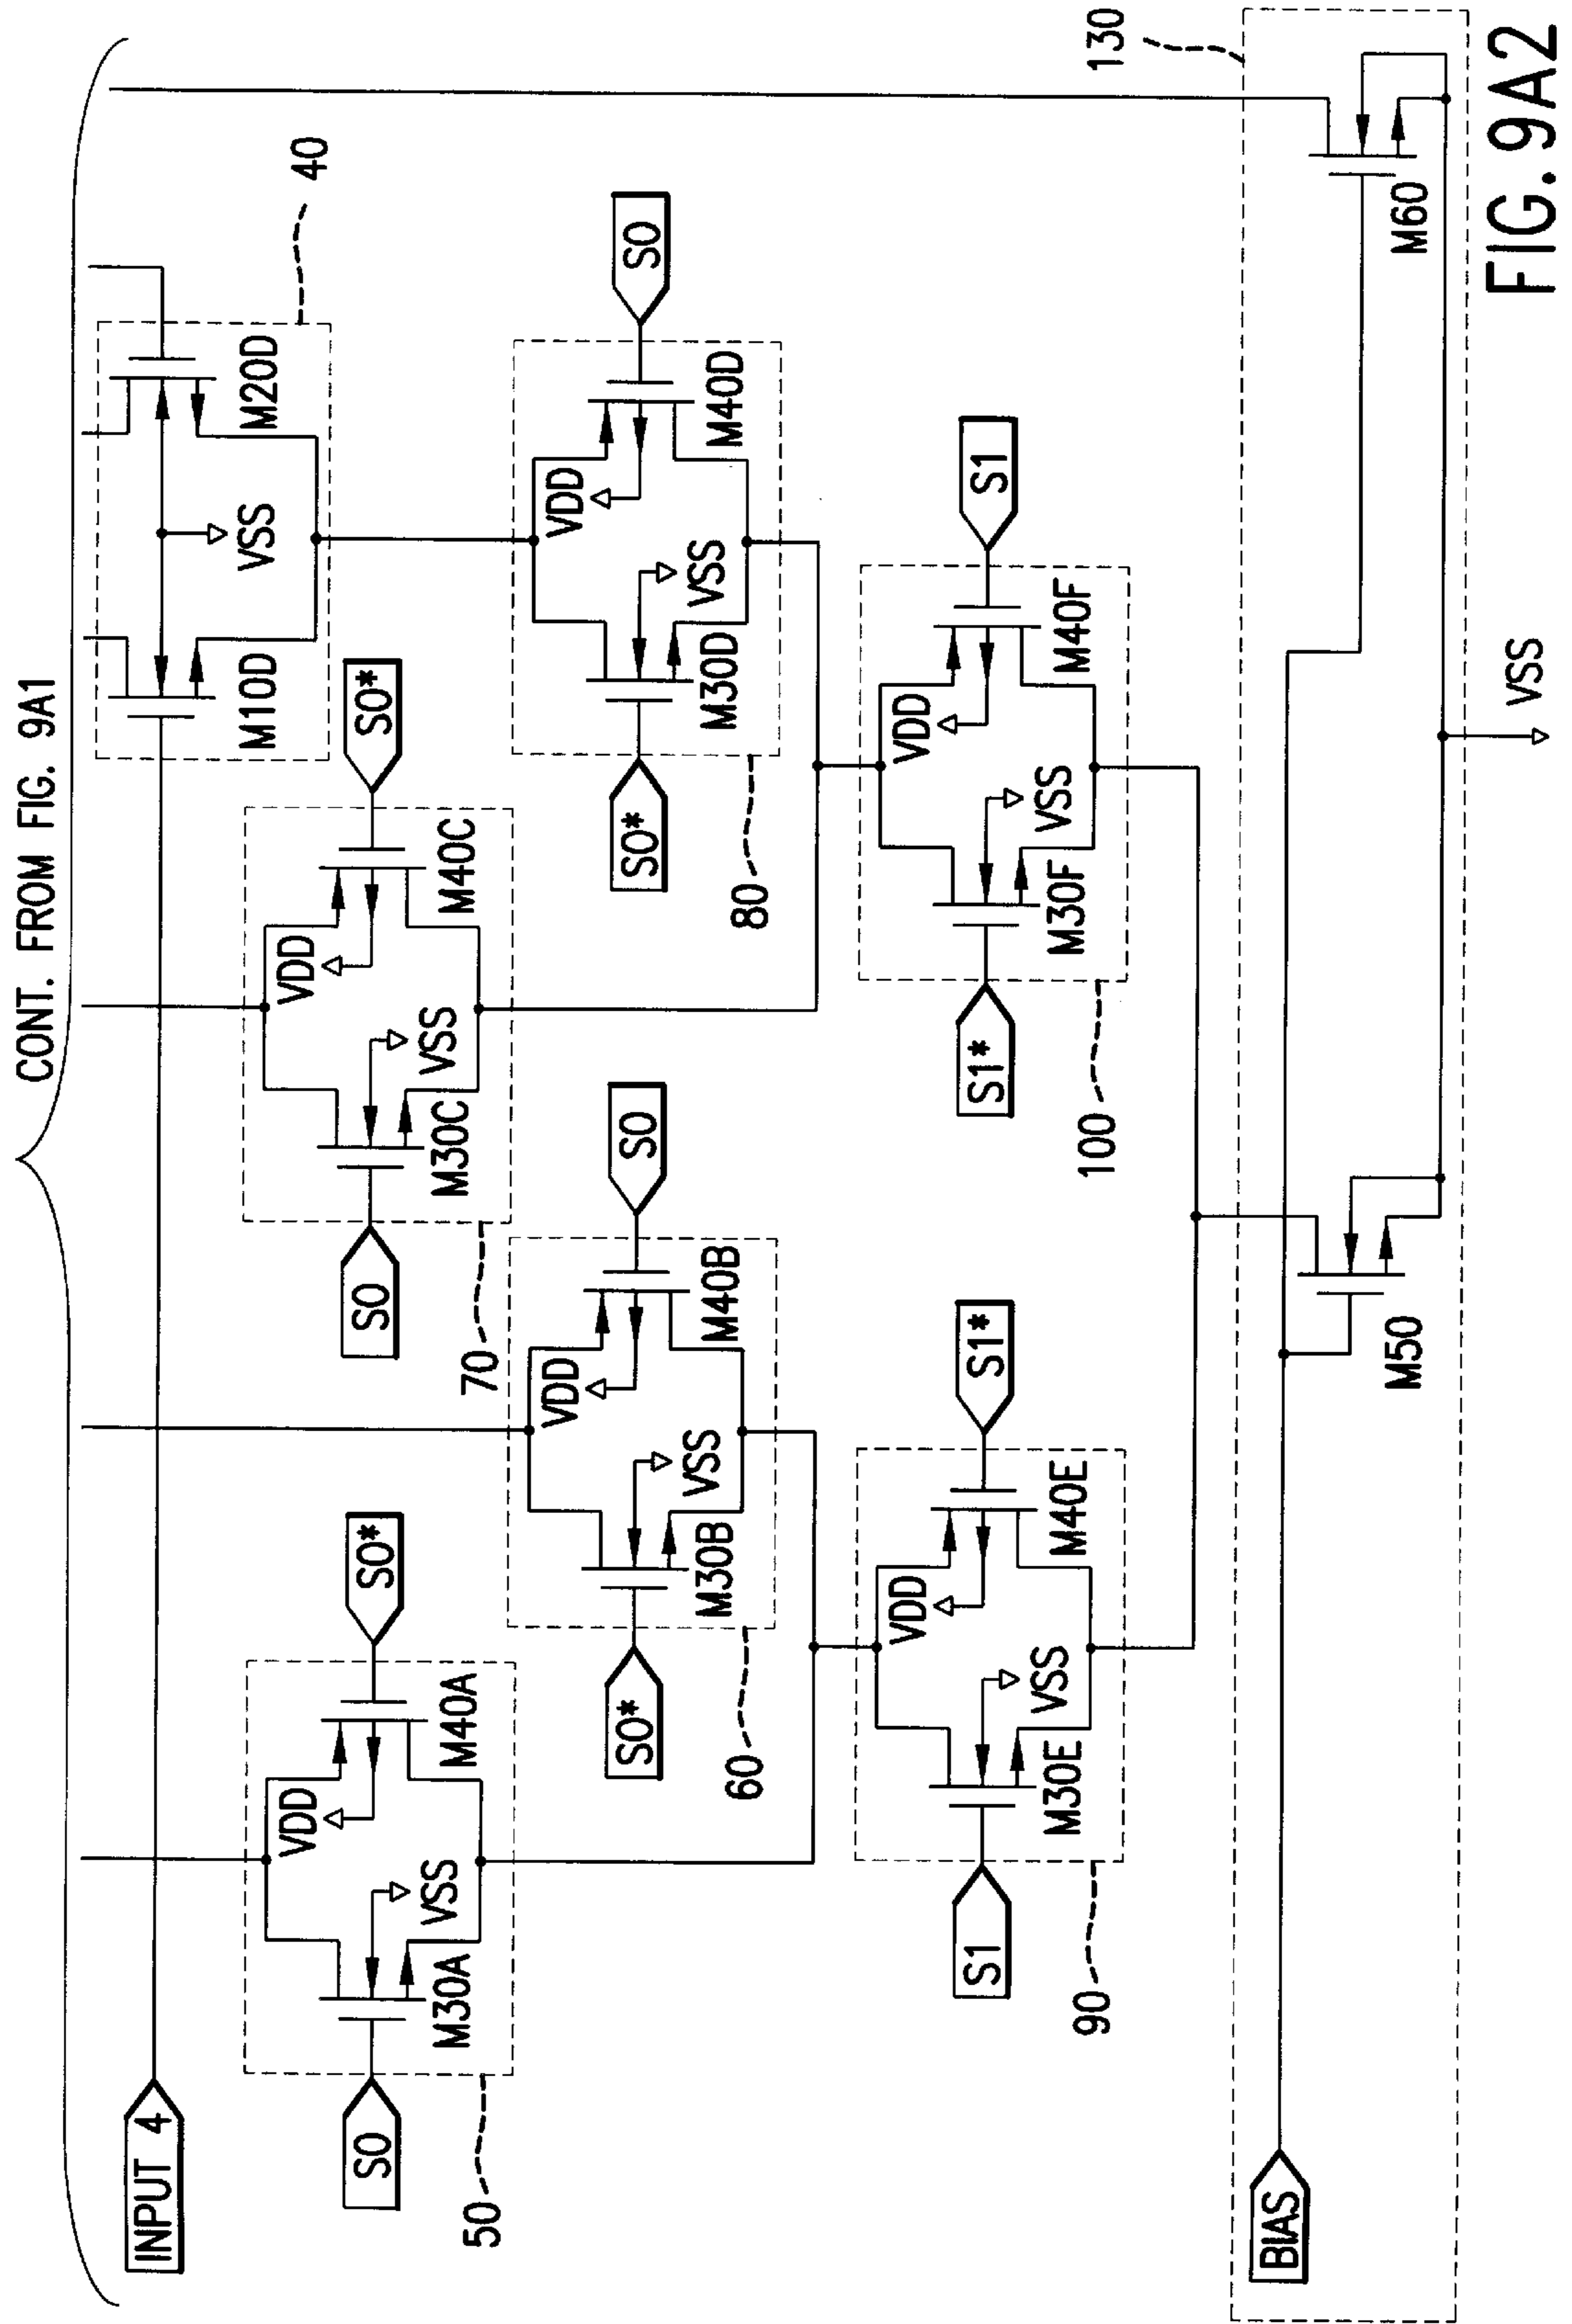 CONT. FROM FIG. 9A1
INPUT 4
M10D
VSS
M20D
40
S0
M30A
VSS
VDD
M40A
S0*
50
S0
M30C
VSS
VDD
M40C
S0*
70
S0*
M30B
VSS
VDD
M40B
S0
60
S0*
M30D
VSS
VDD
M40D
S0
80
S1
M30E
VSS
VDD
M40E
S1*
90
S1*
M30F
VSS
VDD
M40F
S1
100
130
BIAS
M50
M60
VSS
FIG. 9A2